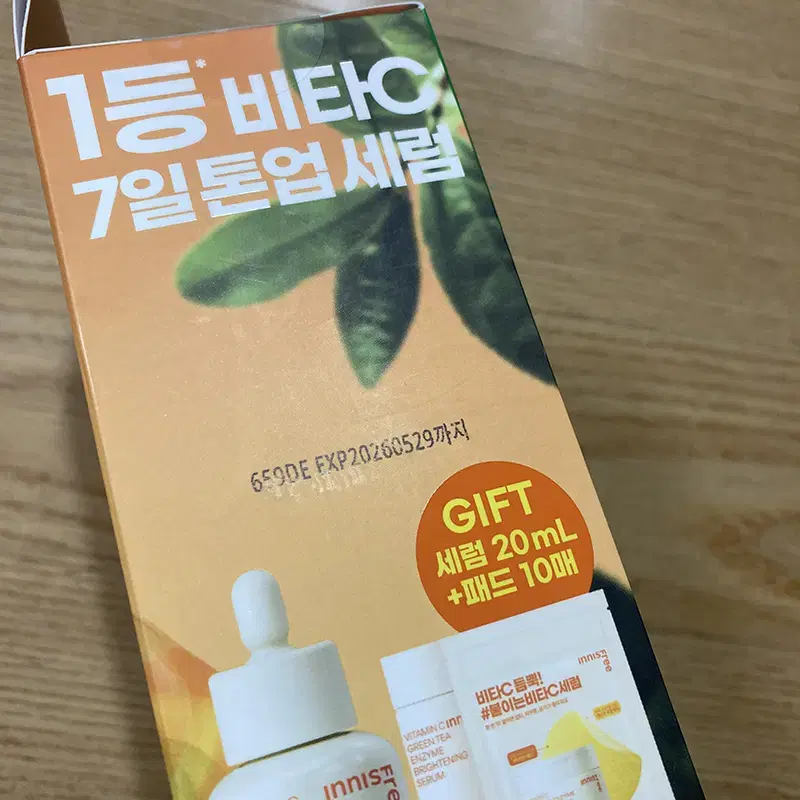 1등* 비타C
7일 톤업 세럼
659DE EXP20260529까지
GIFT
세럼 20mL
+패드 10매
INNISFREE
비타C 듬뿍!
#붙이는비타C세럼
VITAMIN C
GREEN TEA
ENZYME
BRIGHTENING
SERUM
INNISFREE